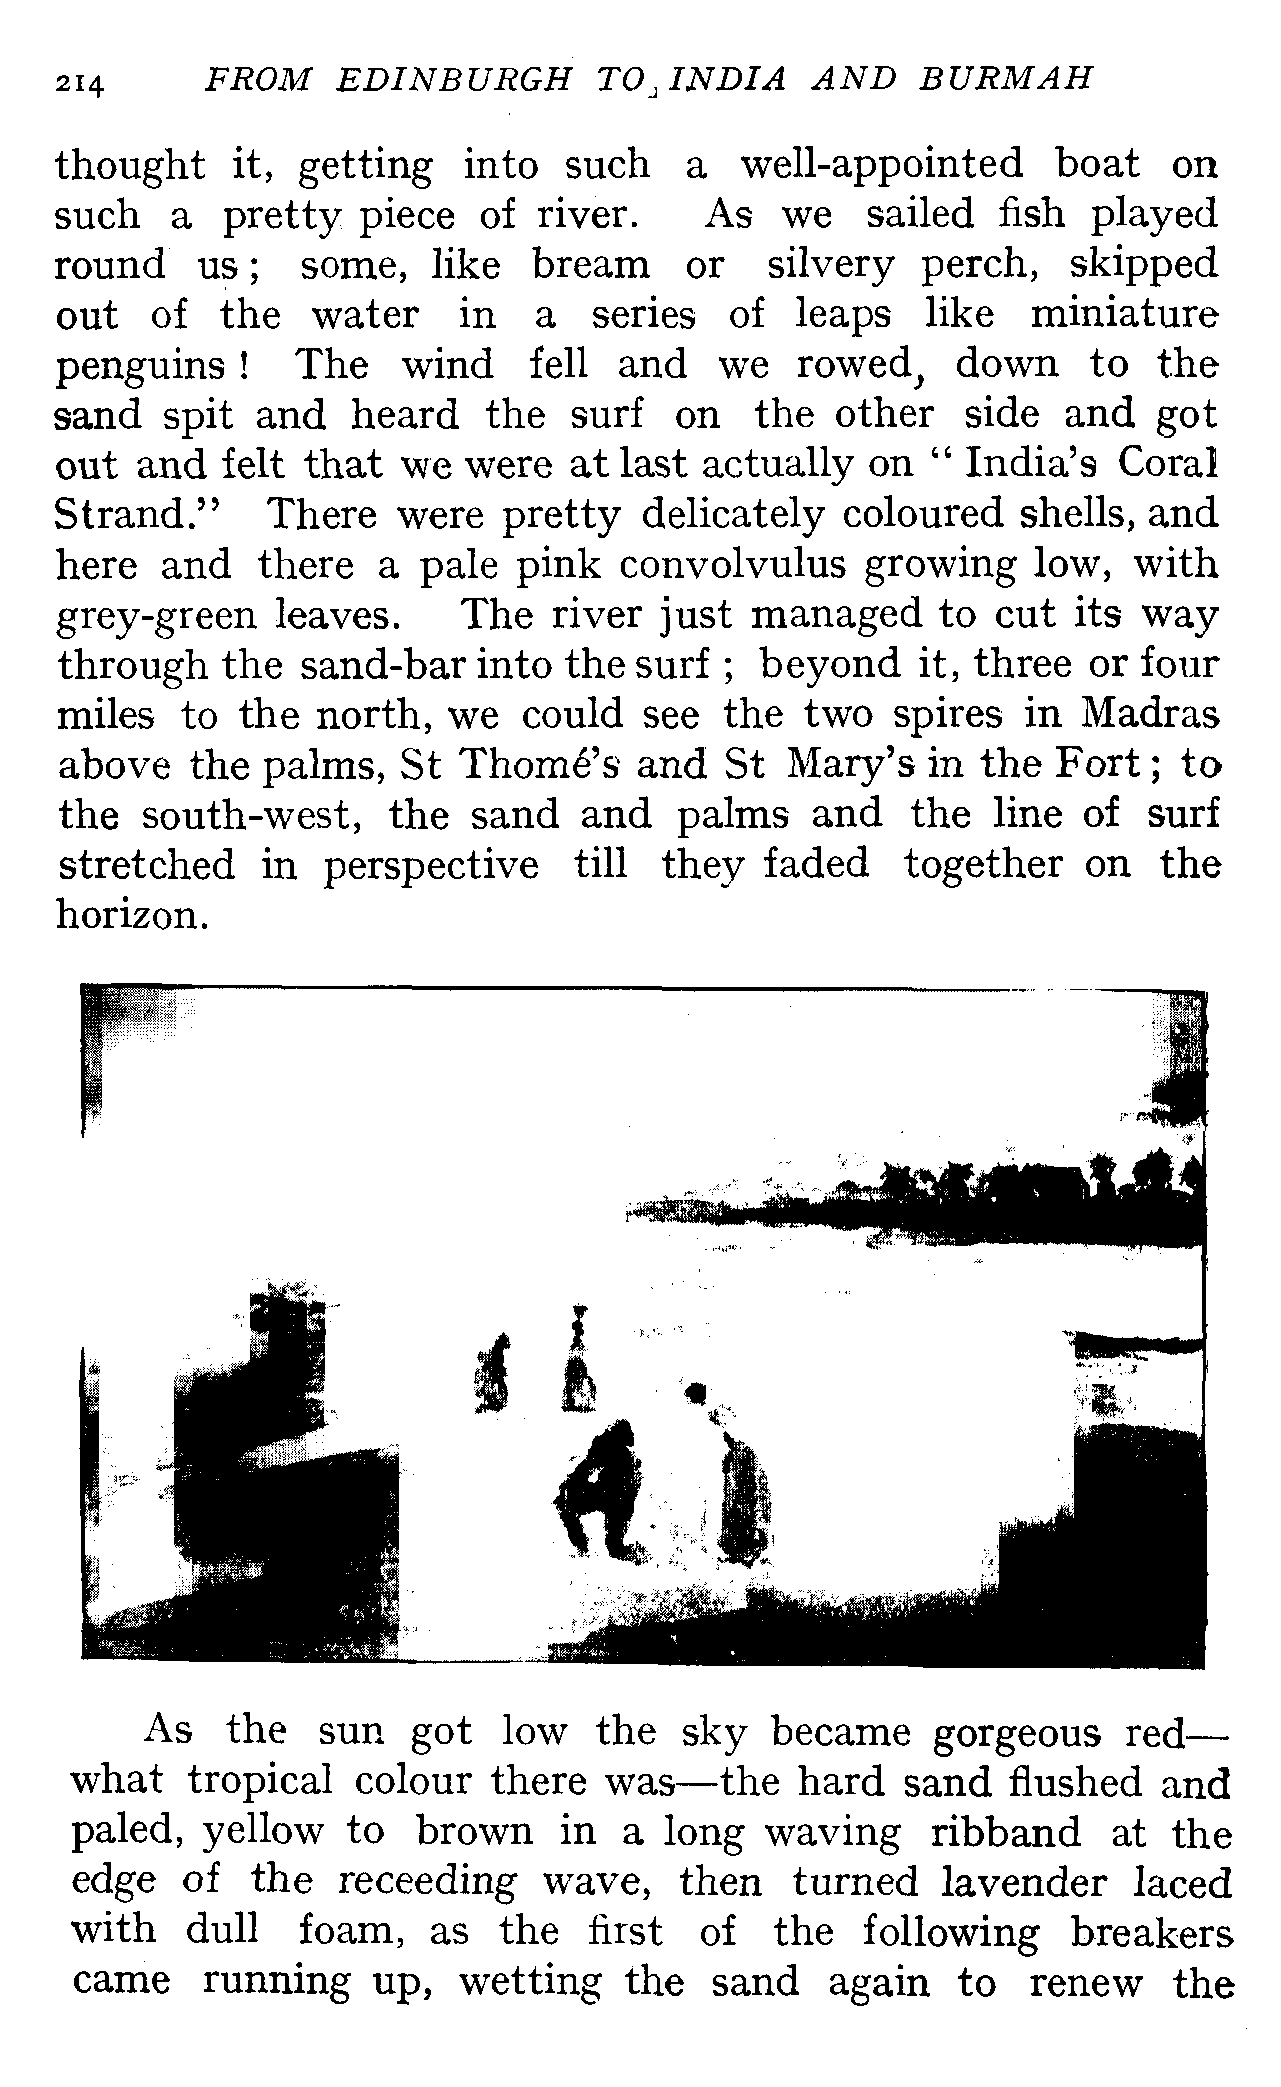 214 FROM EDINBURGH TO INDIA AND BURMAH
thought it, getting into such a well-appointed boat on
such a pretty piece of river. As we sailed fish played
round us; some, like bream or silvery perch, skipped
out of the water in a series of leaps like miniature
penguins! The wind fell and we rowed, down to the
sand spit and heard the surf on the other side and got
out and felt that we were at last actually on "India's Coral
Strand." There were pretty delicately coloured shells, and
here and there a pale pink convolvulus growing low, with
grey-green leaves. The river just managed to cut its way
through the sand-bar into the surf; beyond it, three or four
miles to the north, we could see the two spires in Madras
above the palms, St Thomé's and St Mary's in the Fort; to
the south-west, the sand and palms and the line of surf
stretched in perspective till they faded together on the
horizon.
As the sun got low the sky became gorgeous red—
what tropical colour there was—the hard sand flushed and
paled, yellow to brown in a long waving ribband at the
edge of the receeding wave, then turned lavender laced
with dull foam, as the first of the following breakers
came running up, wetting the sand again to renew the